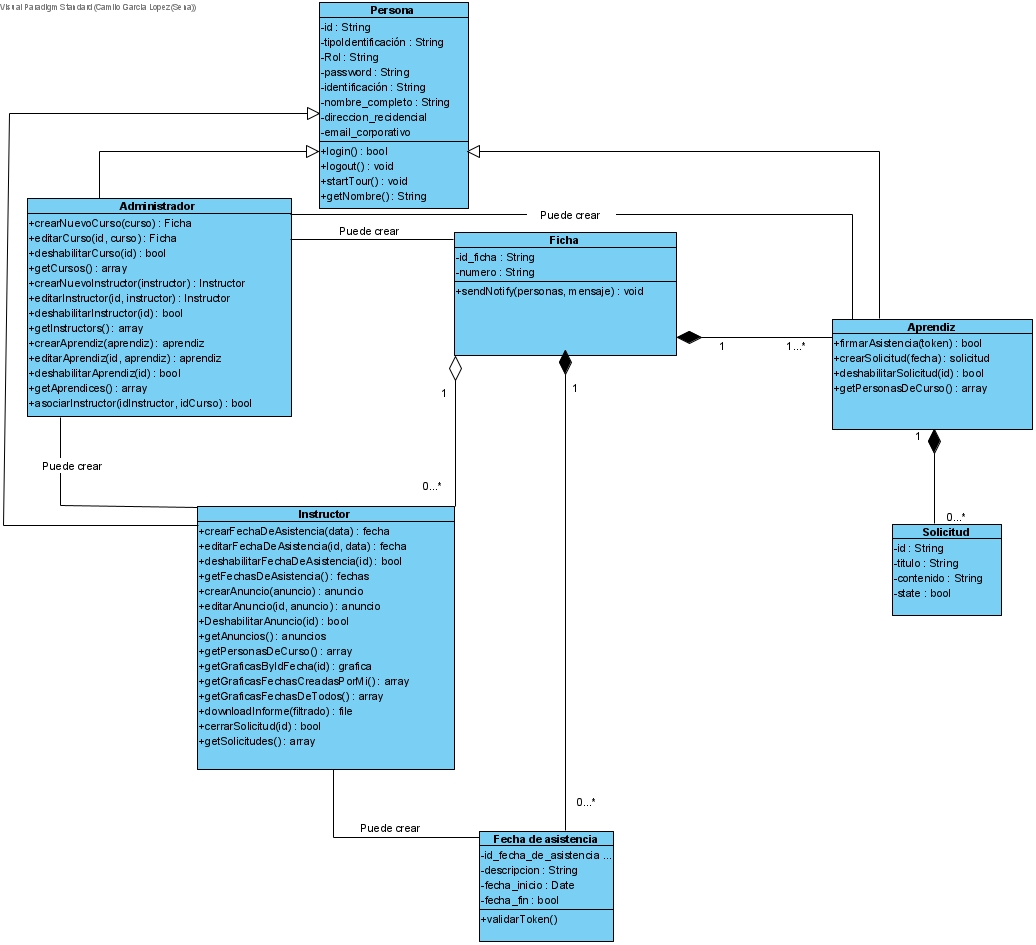 Visual Paradigm Standard (Camilo Garcia Lopez(Sena))
Persona
-id : String
-tipoIdentificación : String
-Rol : String
-password : String
-identificación : String
-nombre_completo : String
-direccion_recidencial
-email_corporativo
+login() : bool
+logout() : void
+startTour() : void
+getNombre() : String
Administrador
+crearNuevoCurso(curso) : Ficha
+editarCurso(id, curso) : Ficha
+deshabilitarCurso(id) : bool
+getCursos() : array
+crearNuevoInstructor(instructor) : Instructor
+editarInstructor(id, instructor) : Instructor
+deshabilitarInstructor(id) : bool
+getInstructors() : array
+crearAprendiz(aprendiz) : aprendiz
+editarAprendiz(id, aprendiz) : aprendiz
+deshabilitarAprendiz(id) : bool
+getAprendices() : array
+asociarInstructor(idInstructor, idCurso) : bool
Puede crear
Puede crear
Ficha
-id_ficha : String
-numero : String
+sendNotify(personas, mensaje) : void
1
1...*
Aprendiz
+firmarAsistencia(token) : bool
+crearSolicitud(fecha) : solicitud
+deshabilitarSolicitud(id) : bool
+getPersonasDeCurso() : array
1
1
1
0...*
Puede crear
0...*
Instructor
+crearFechaDeAsistencia(data) : fecha
+editarFechaDeAsistencia(id, data) : fecha
+deshabilitarFechaDeAsistencia(id) : bool
+getFechasDeAsistencia() : fechas
+crearAnuncio(anuncio) : anuncio
+editarAnuncio(id, anuncio) : anuncio
+DeshabilitarAnuncio(id) : bool
+getAnuncios() : anuncios
+getPersonasDeCurso() : array
+getGraficasByIdFecha(id) : grafica
+getGraficasFechasCreadasPorMi() : array
+getGraficasFechasDeTodos() : array
+downloadInforme(filtrado) : file
+cerrarSolicitud(id) : bool
+getSolicitudes() : array
Solicitud
-id : String
-titulo : String
-contenido : String
-state : bool
0...*
Puede crear
Fecha de asistencia
-id_fecha_de_asistencia ...
-descripcion : String
-fecha_inicio : Date
-fecha_fin : bool
+validarToken()